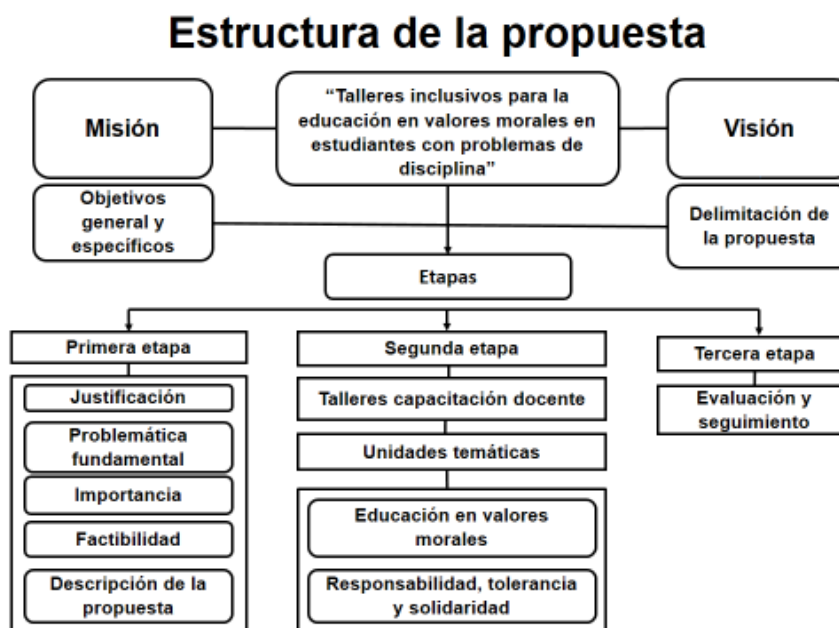 Estructura de la propuesta
Misión
“Talleres inclusivos para la
educación en valores morales en
estudiantes con problemas de
disciplina”
Visión
Objetivos
general y
específicos
Delimitación de
la propuesta
Etapas
Primera etapa
Justificación
Problemática
fundamental
Importancia
Factibilidad
Descripción de la
propuesta
Segunda etapa
Talleres capacitación docente
Unidades temáticas
Educación en valores
morales
Responsabilidad, tolerancia
y solidaridad
Tercera etapa
Evaluación y
seguimiento